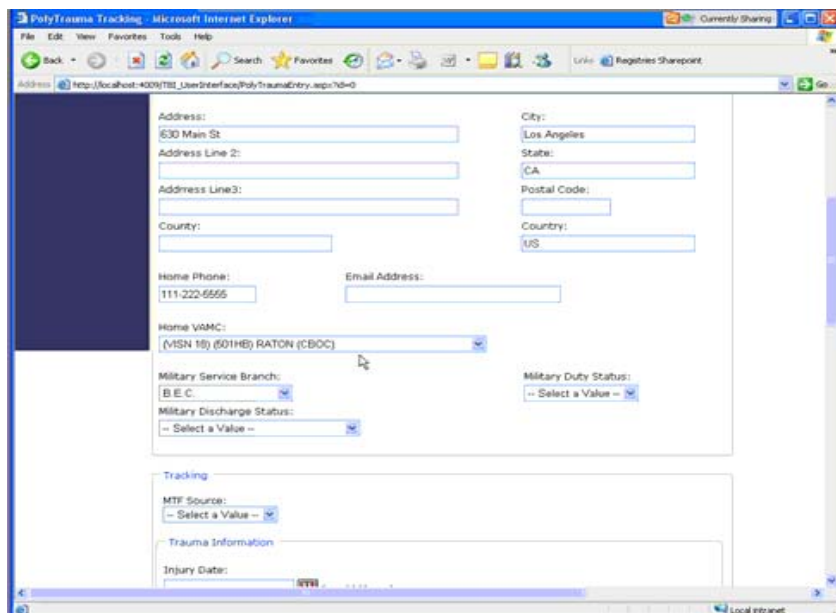 PolyTrauma Tracking - Microsoft Internet Explorer
Currently Sharing
File Edit View Favorites Tools Help
Back Search Favorites Links Registries Sharepoint
Address http://localhost:4009/TBI_UserInterface/PolyTraumaEntry.aspx?id=0 Go
Address: City:
630 Main St Los Angeles
Address Line 2: State:
CA
Addrress Line3: Postal Code:
County: Country:
US
Home Phone: Email Address:
111-222-5555
Home VAMC:
(VISN 18) (501HB) RATON (CBOC)
Military Service Branch: Military Duty Status:
B.E.C. -- Select a Value --
Military Discharge Status:
-- Select a Value --
Tracking
MTF Source:
-- Select a Value --
Trauma Information
Injury Date:
Local intranet